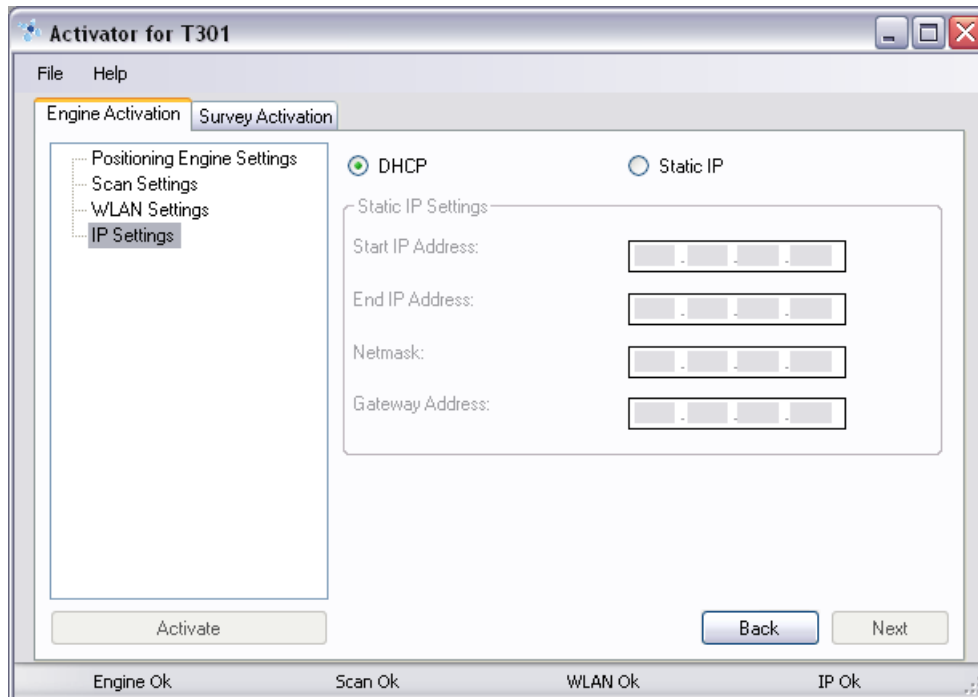 Activator for T301
File Help
Engine Activation Survey Activation
Positioning Engine Settings
Scan Settings
WLAN Settings
IP Settings
DHCP Static IP
Static IP Settings
Start IP Address:
End IP Address:
Netmask:
Gateway Address:
Activate Back Next
Engine Ok Scan Ok WLAN Ok IP Ok